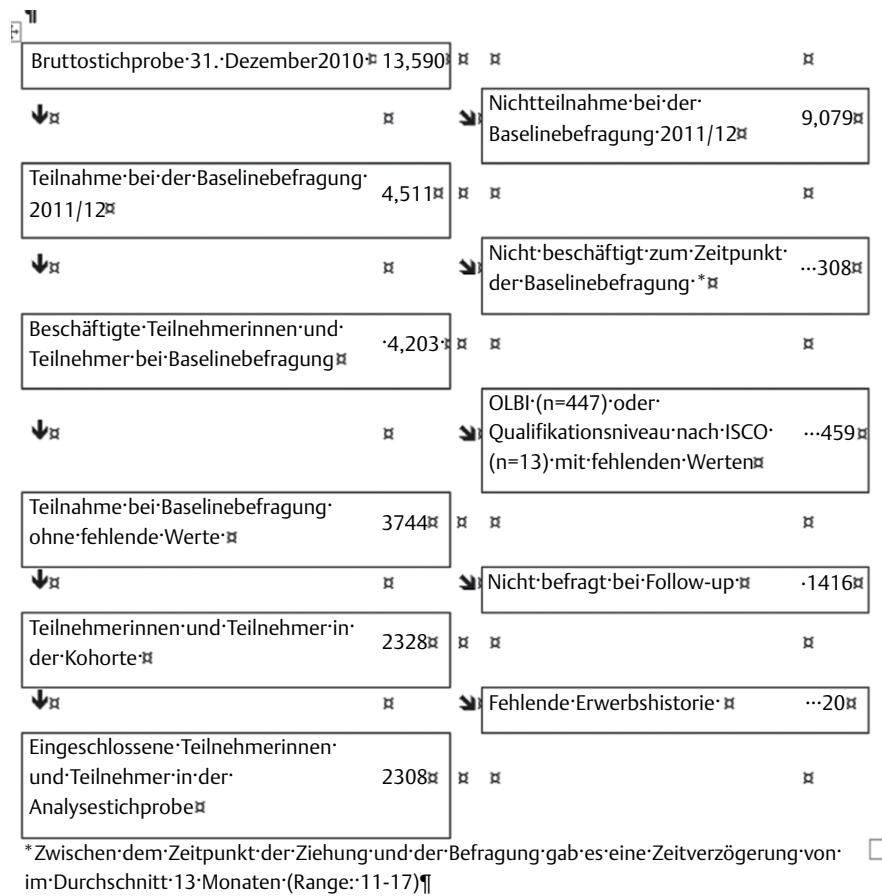 ¶
Bruttostichprobe·31.·Dezember2010·¤ 13,590¤ ¤ ¤ ¤
↓¤ ¤ ↘¤ Nichtteilnahme·bei·der·
Baselinebefragung·2011/12¤ 9,079¤
Teilnahme·bei·der·Baselinebefragung·
2011/12¤ 4,511¤ ¤ ¤ ¤
↓¤ ¤ ↘¤ Nicht·beschäftigt·zum·Zeitpunkt·
der·Baselinebefragung·*¤ ···308¤
Beschäftigte·Teilnehmerinnen·und·
Teilnehmer·bei·Baselinebefragung¤ ·4,203·¤ ¤ ¤ ¤
↓¤ ¤ ↘¤ OLBI·(n=447)·oder·
Qualifikationsniveau·nach·ISCO·
(n=13)·mit·fehlenden·Werten¤ ···459¤
Teilnahme·bei·Baselinebefragung·
ohne·fehlende·Werte·¤ 3744¤ ¤ ¤ ¤
↓¤ ¤ ↘¤ Nicht·befragt·bei·Follow-up·¤ ·1416¤
Teilnehmerinnen·und·Teilnehmer·in·
der·Kohorte·¤ 2328¤ ¤ ¤ ¤
↓¤ ¤ ↘¤ Fehlende·Erwerbshistorie·¤ ···20¤
Eingeschlossene·Teilnehmerinnen·
und·Teilnehmer·in·der·
Analysestichprobe¤ 2308¤ ¤ ¤ ¤
*Zwischen·dem·Zeitpunkt·der·Ziehung·und·der·Befragung·gab·es·eine·Zeitverzögerung·von·
im·Durchschnitt·13·Monaten·(Range:·11-17)¶